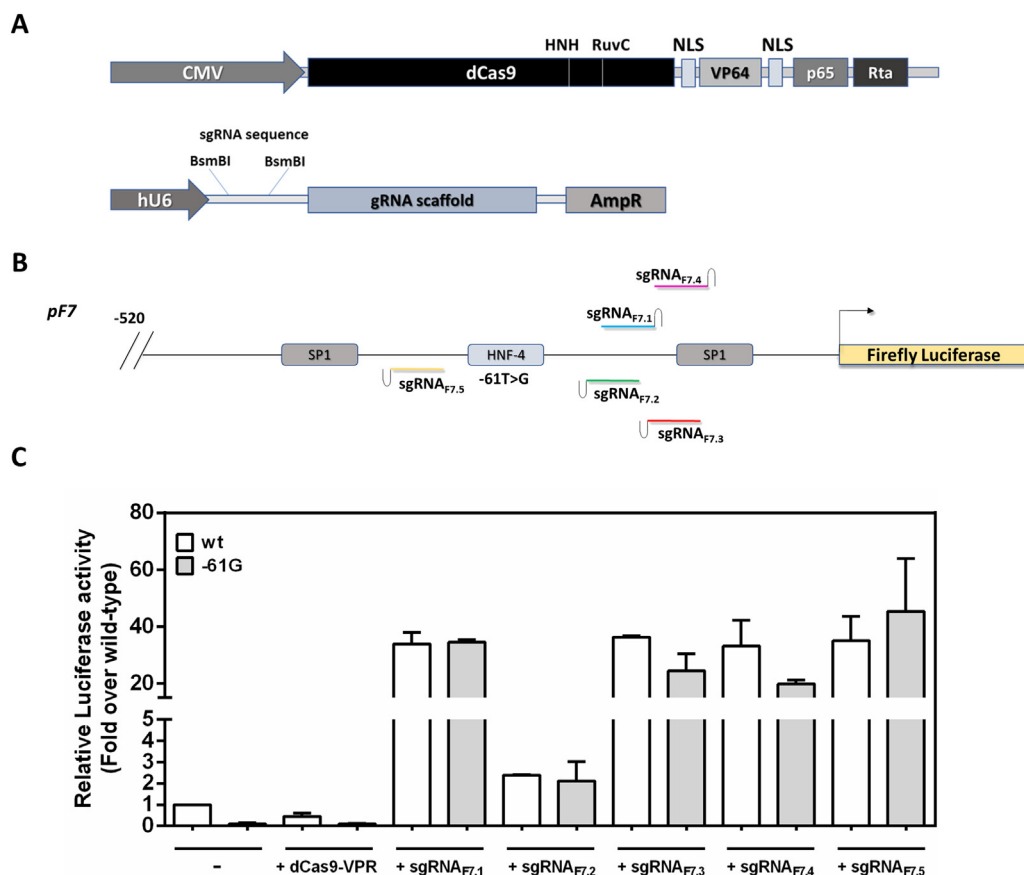 A
CMV
HNH RuvC
dCas9
NLS
VP64
NLS
p65
Rta
sgRNA sequence
BsmBI BsmBI
hU6
gRNA scaffold
AmpR
B
pF7
-520
SP1
sgRNAF7.5
HNF-4
-61T>G
sgRNAF7.4
sgRNAF7.1
sgRNAF7.2
sgRNAF7.3
SP1
Firefly Luciferase
C
Relative Luciferase activity
(Fold over wild-type)
80
60
40
20
5
4
3
2
1
0
wt
-61G
-
+ dCas9-VPR
+ sgRNAF7.1
+ sgRNAF7.2
+ sgRNAF7.3
+ sgRNAF7.4
+ sgRNAF7.5